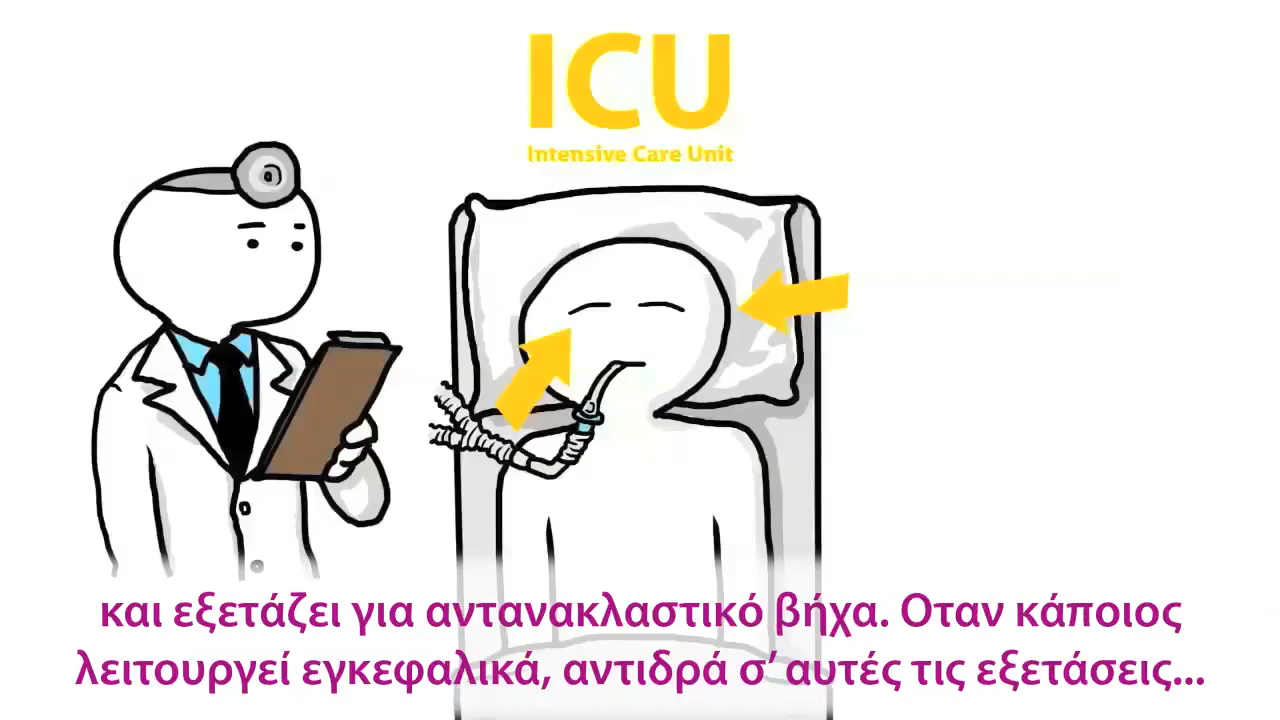 ICU
Intensive Care Unit
και εξετάζει για αντανακλαστικό βήχα. Οταν κάποιος
λειτουργεί εγκεφαλικά, αντιδρά σ’ αυτές τις εξετάσεις...